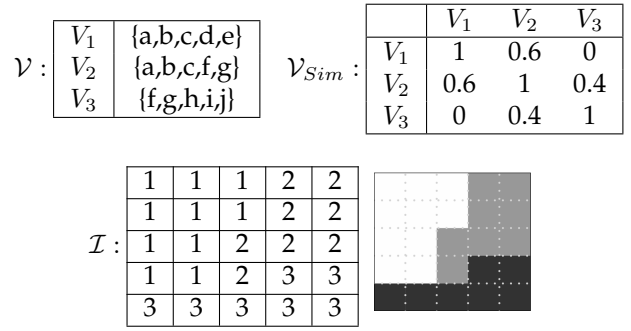 V :
V1 {a,b,c,d,e}
V2 {a,b,c,f,g}
V3 {f,g,h,i,j}
VSim :
V1 V2 V3
V1 1 0.6 0
V2 0.6 1 0.4
V3 0 0.4 1
I :
1 1 1 2 2
1 1 1 2 2
1 1 2 2 2
1 1 2 3 3
3 3 3 3 3